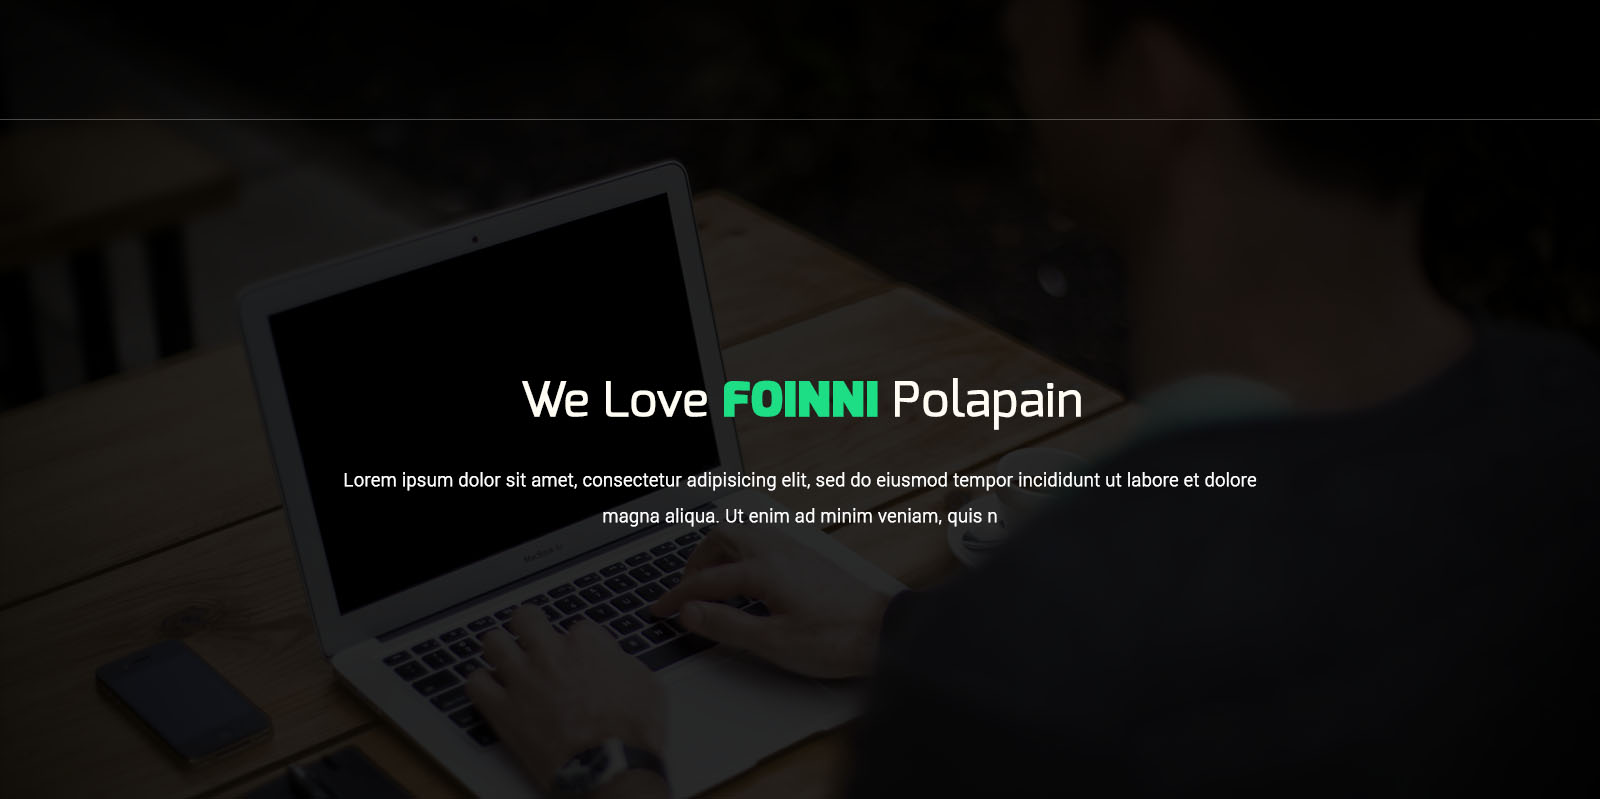 We Love FOINNI Polapain
Lorem ipsum dolor sit amet, consectetur adipisicing elit, sed do eiusmod tempor incididunt ut labore et dolore
magna aliqua. Ut enim ad minim veniam, quis n